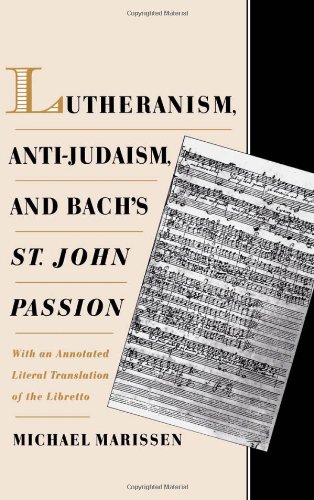 LUTHERANISM,
ANTI-JUDAISM,
AND BACH'S
ST. JOHN
PASSION
With an Annotated
Literal Translation
of the Libretto
MICHAEL MARISSEN